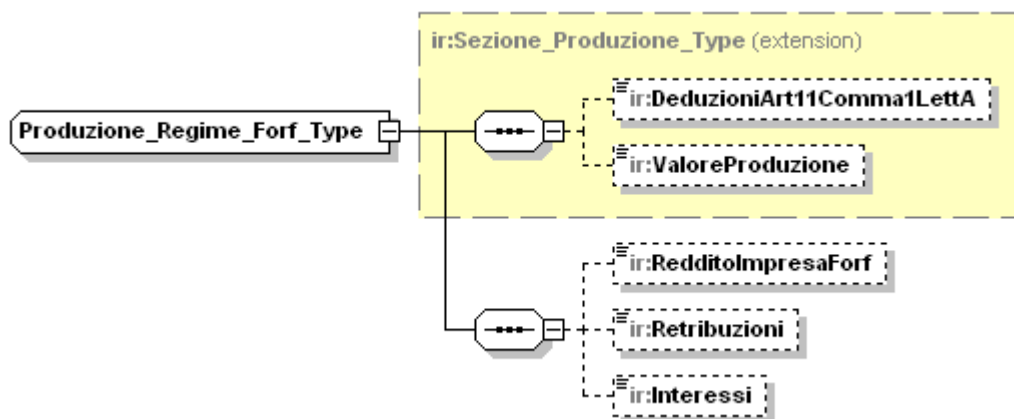 ir:Sezione_Produzione_Type (extension)
ir:DeduzioniArt11Comma1LettA
Produzione_Regime_Forf_Type
ir:ValoreProduzione
ir:RedditoImpresaForf
ir:Retribuzioni
ir:Interessi